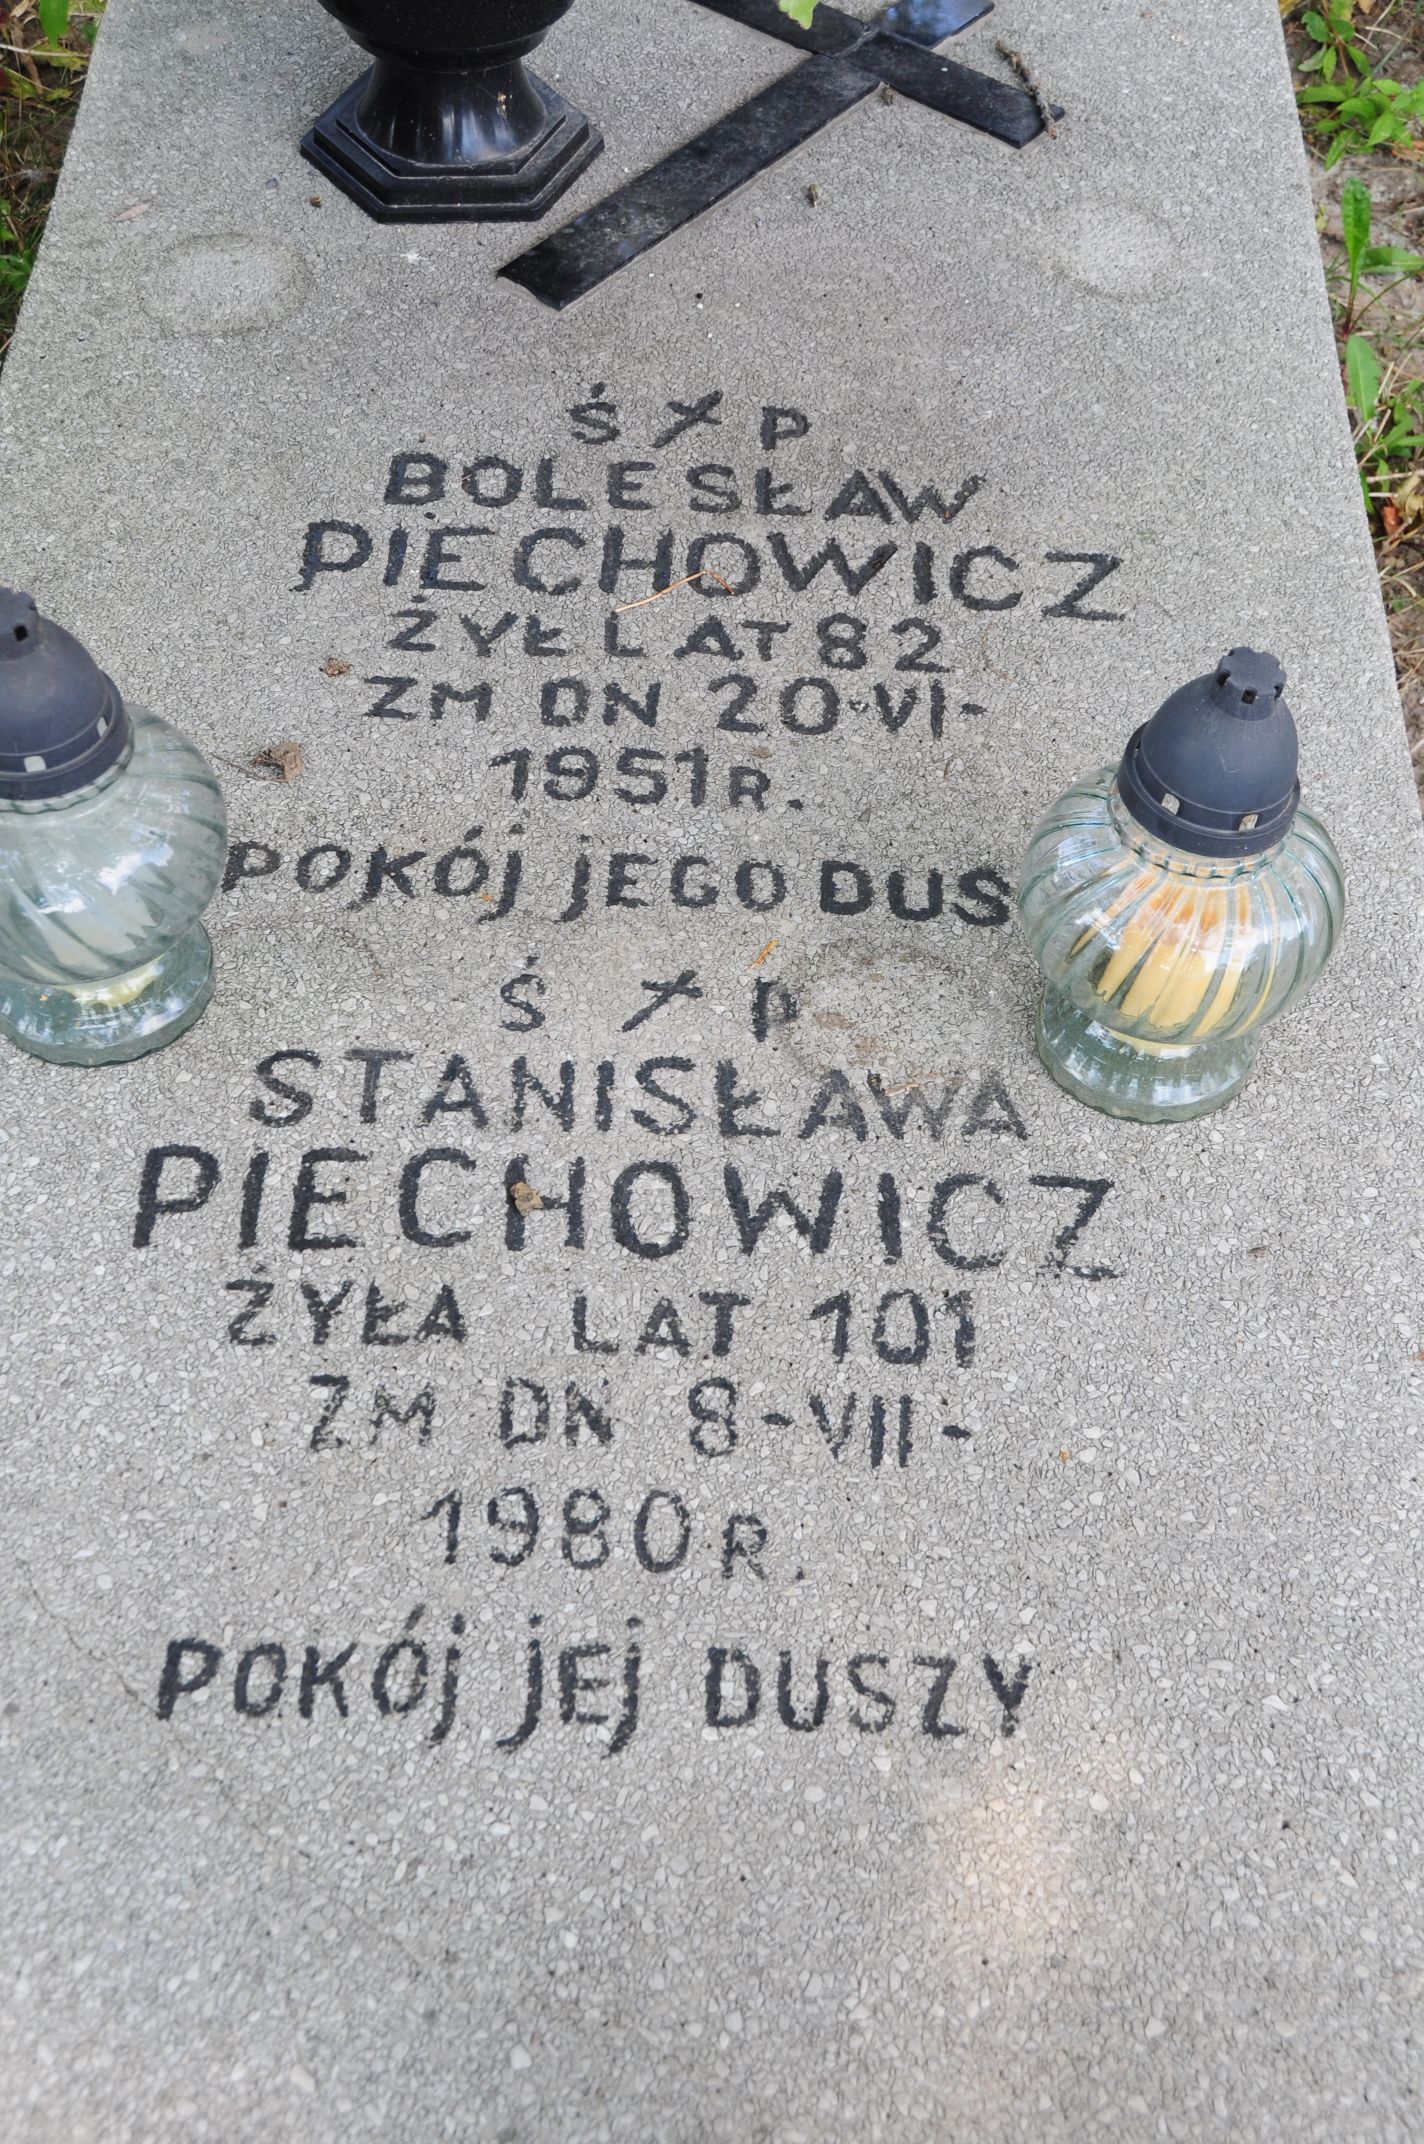 Ś † P
BOLESŁAW
PIECHOWICZ
ŻYŁ LAT 82
ZM DN 20·VI-
1951 R.
POKÓJ JEGO DUS
Ś † P
STANISŁAWA
PIECHOWICZ
ŻYŁA LAT 101
ZM DN 8-VII-
1980 R.
POKÓJ JEJ DUSZY